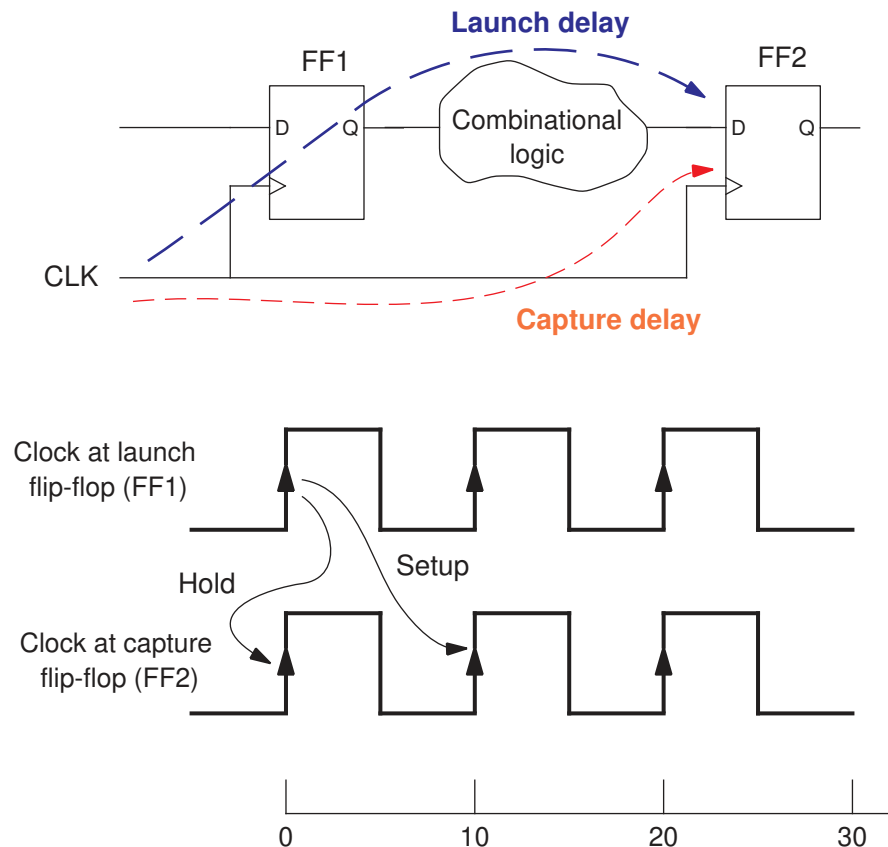 Launch delay
FF1
FF2
D
Q
Combinational
logic
D
Q
CLK
Capture delay
Clock at launch
flip-flop (FF1)
Setup
Hold
Clock at capture
flip-flop (FF2)
0 10 20 30